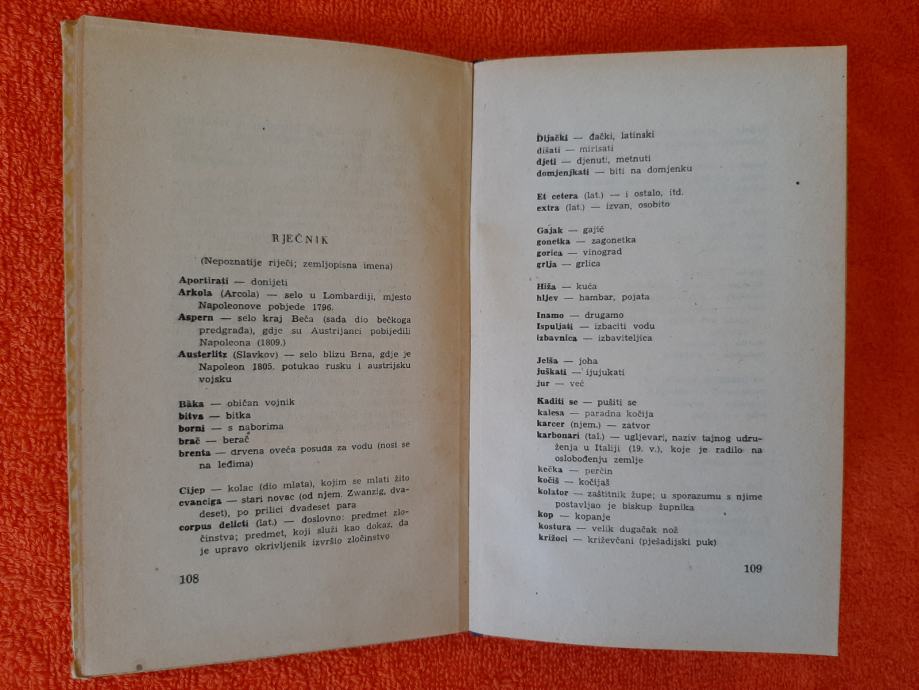 RJEČNIK
(Nepoznatije riječi; zemljopisna imena)
Aportirati — donijeti
Arkola (Arcola) — selo u Lombardiji, mjesto
Napoleonove pobjede 1796.
Aspern — selo kraj Beča (sada dio bečkoga
predgrađa), gdje su Austrijanci pobijedili
Napoleona (1809.)
Austerlitz (Slavkov) — selo blizu Brna, gdje je
Napoleon 1805. potukao rusku i austrijsku
vojsku
Báka — običan vojnik
bitva — bitka
borni — s naborima
brač — berač
brenta — drvena oveća posuda za vodu (nosi se
na leđima)
Cijep — kolac (dio mlata), kojim se mlati žito
cvanciga — stari novac (od njem. Zwanzig, dva-
deset), po prilici dvadeset para
corpus delicti (lat.) — doslovno: predmet zlo-
činstva; predmet, koji služi kao dokaz, da
je upravo okrivljenik izvršio zločinstvo
108
Dijački — đački, latinski
dišati — mirisati
djeti — djenuti, metnuti
domjenjkati — biti na domjenku
Et cetera (lat.) — i ostalo, itd.
extra (lat.) — izvan, osobito
Gajak — gajić
gonetka — zagonetka
gorica — vinograd
grlja — grlica
Hiža — kuća
hljev — hambar, pojata
Inamo — drugamo
Ispuljati — izbaciti vodu
izbavnica — izbaviteljica
Jelša — joha
juškati — ijujukati
jur — već
Kaditi se — pušiti se
kalesa — paradna kočija
karcer (njem.) — zatvor
karbonari (tal.) — ugljevari, naziv tajnog udru-
ženja u Italiji (19. v.), koje je radilo na
oslobođenju zemlje
kečka — perčin
kočiš — kočijaš
kolator — zaštitnik župe; u sporazumu s njime
postavljao je biskup župnika
kop — kopanje
kostura — velik dugačak nož
križoci — križevčani (pješadijski puk)
109